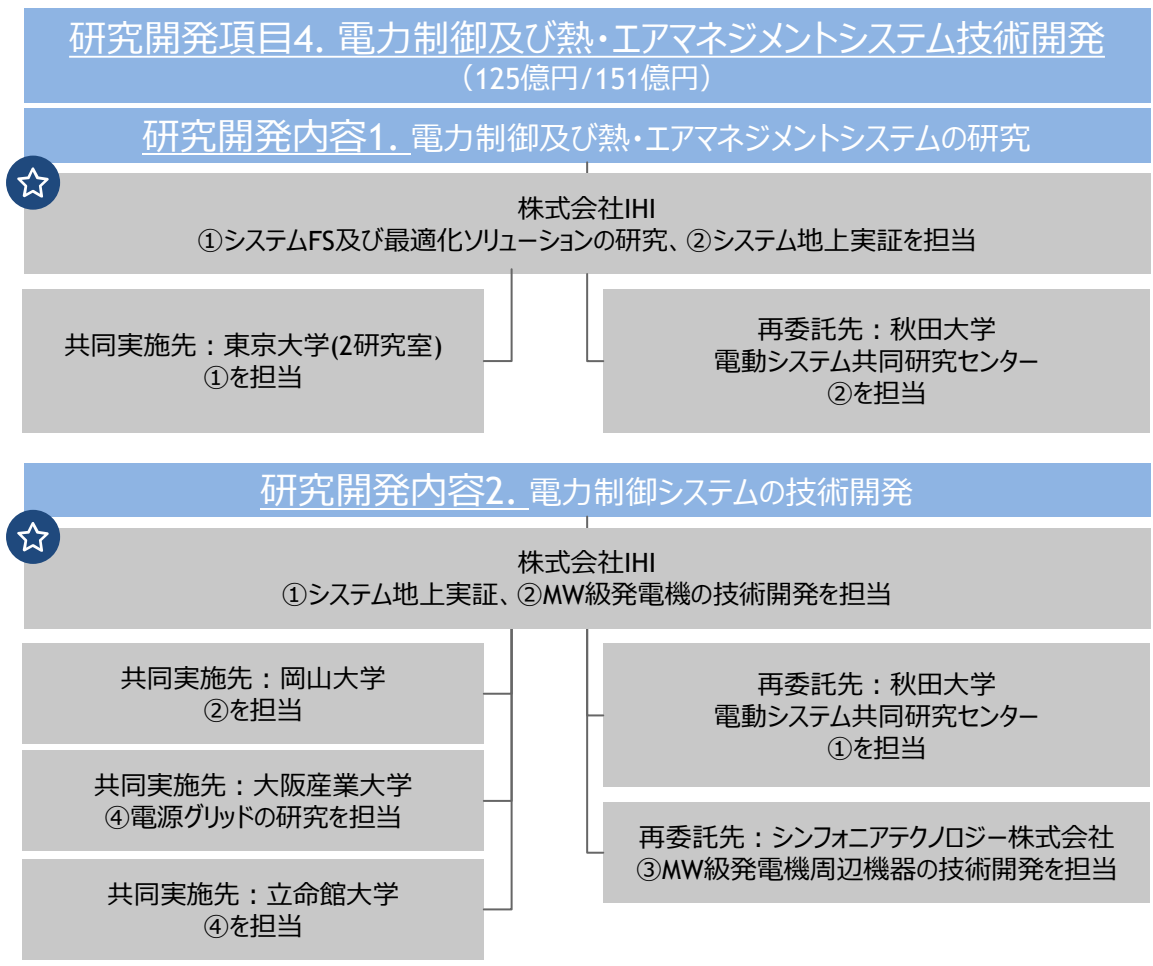 研究開発項目4. 電力制御及び熱・エアマネジメントシステム技術開発
（125億円/151億円）
研究開発内容1. 電力制御及び熱・エアマネジメントシステムの研究
株式会社IHI
①システムFS及び最適化ソリューションの研究、②システム地上実証を担当
共同実施先：東京大学(2研究室)
①を担当
再委託先：秋田大学
電動システム共同研究センター
②を担当
研究開発内容2. 電力制御システムの技術開発
株式会社IHI
①システム地上実証、②MW級発電機の技術開発を担当
共同実施先：岡山大学
②を担当
再委託先：秋田大学
電動システム共同研究センター
①を担当
共同実施先：大阪産業大学
④電源グリッドの研究を担当
再委託先：シンフォニアテクノロジー株式会社
③MW級発電機周辺機器の技術開発を担当
共同実施先：立命館大学
④を担当